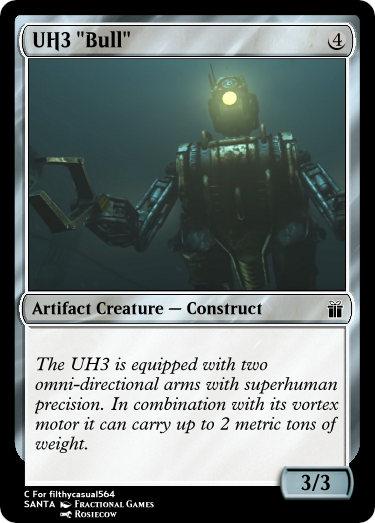 UH3 "Bull"
4
Artifact Creature — Construct
The UH3 is equipped with two
omni-directional arms with superhuman
precision. In combination with its vortex
motor it can carry up to 2 metric tons of
weight.
3/3
C For filthycasual564
SANTA Fractional Games
Rosiecow